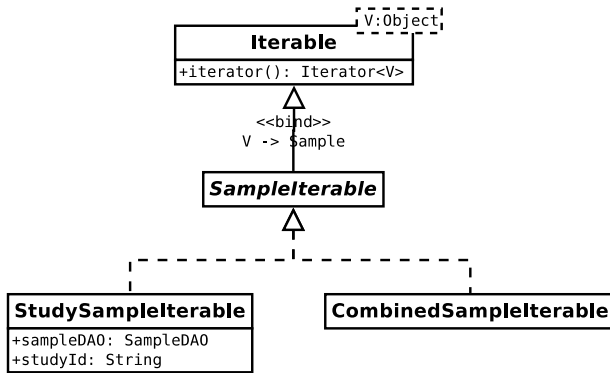 V:Object
Iterable
+iterator(): Iterator<V>
<<bind>>
V -> Sample
SampleIterable
StudySampleIterable
CombinedSampleIterable
+sampleDAO: SampleDAO
+studyId: String